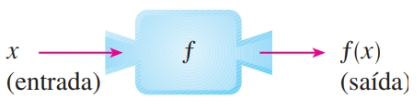 x f f(x)
(entrada) (saída)